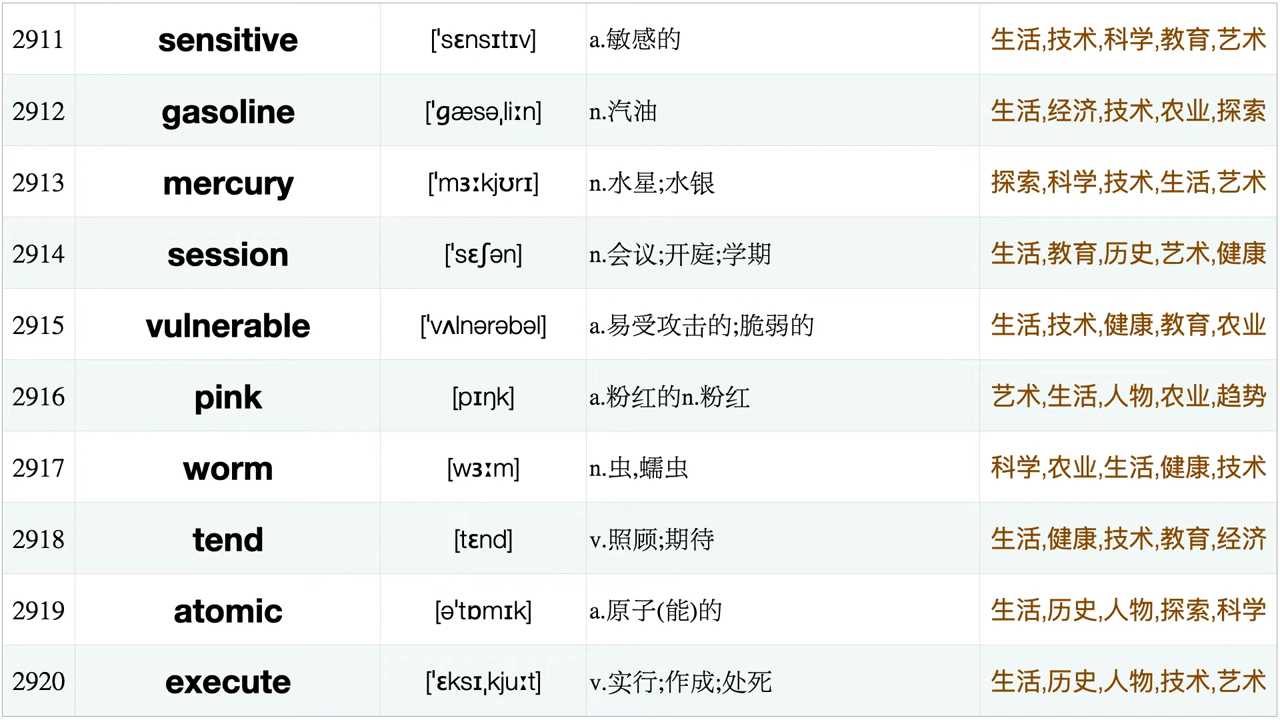 2911 sensitive [ˈsɛnsɪtɪv] a.敏感的 生活,技术,科学,教育,艺术
2912 gasoline [ˈɡæsəˌliːn] n.汽油 生活,经济,技术,农业,探索
2913 mercury [ˈmɜːkjʊrɪ] n.水星;水银 探索,科学,技术,生活,艺术
2914 session [ˈsɛʃən] n.会议;开庭;学期 生活,教育,历史,艺术,健康
2915 vulnerable [ˈvʌlnərəbəl] a.易受攻击的;脆弱的 生活,技术,健康,教育,农业
2916 pink [pɪŋk] a.粉红的n.粉红 艺术,生活,人物,农业,趋势
2917 worm [wɜːm] n.虫,蠕虫 科学,农业,生活,健康,技术
2918 tend [tɛnd] v.照顾;期待 生活,健康,技术,教育,经济
2919 atomic [əˈtɒmɪk] a.原子(能)的 生活,历史,人物,探索,科学
2920 execute [ˈɛksɪˌkjuːt] v.实行;作成;处死 生活,历史,人物,技术,艺术